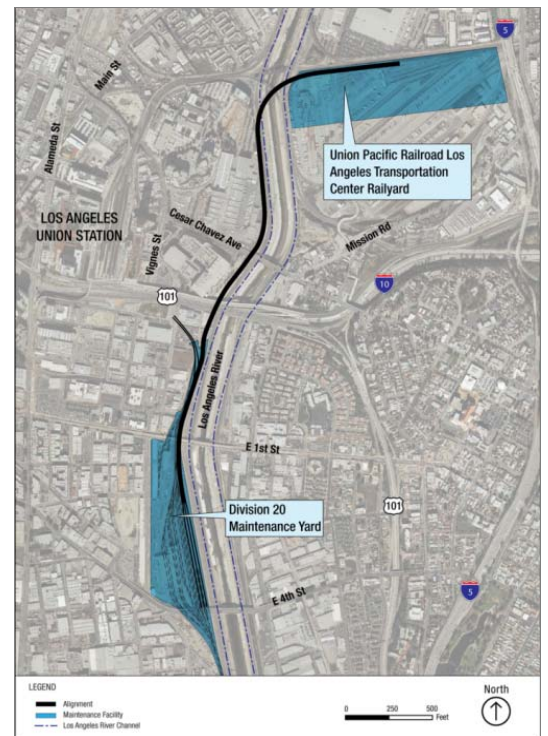 5
Main St
Alameda St
Union Pacific Railroad Los
Angeles Transportation
Center Railyard
LOS ANGELES
UNION STATION
Cesar Chavez Ave
Vignes St
Mission Rd
10
101
Los Angeles River
E 1st St
Division 20
Maintenance Yard
101
E 4th St
5
LEGEND
Alignment
Maintenance Facility
Los Angeles River Channel
0 250 500
Feet
North